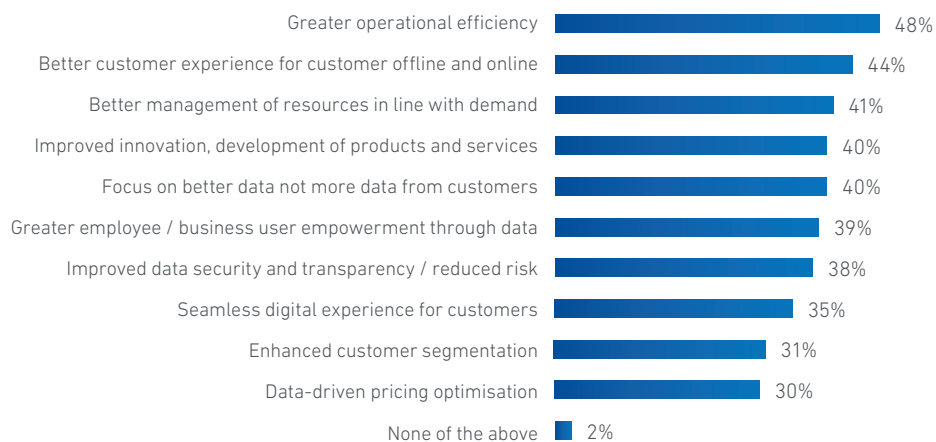 Greater operational efficiency 48%
Better customer experience for customer offline and online 44%
Better management of resources in line with demand 41%
Improved innovation, development of products and services 40%
Focus on better data not more data from customers 40%
Greater employee / business user empowerment through data 39%
Improved data security and transparency / reduced risk 38%
Seamless digital experience for customers 35%
Enhanced customer segmentation 31%
Data-driven pricing optimisation 30%
None of the above 2%